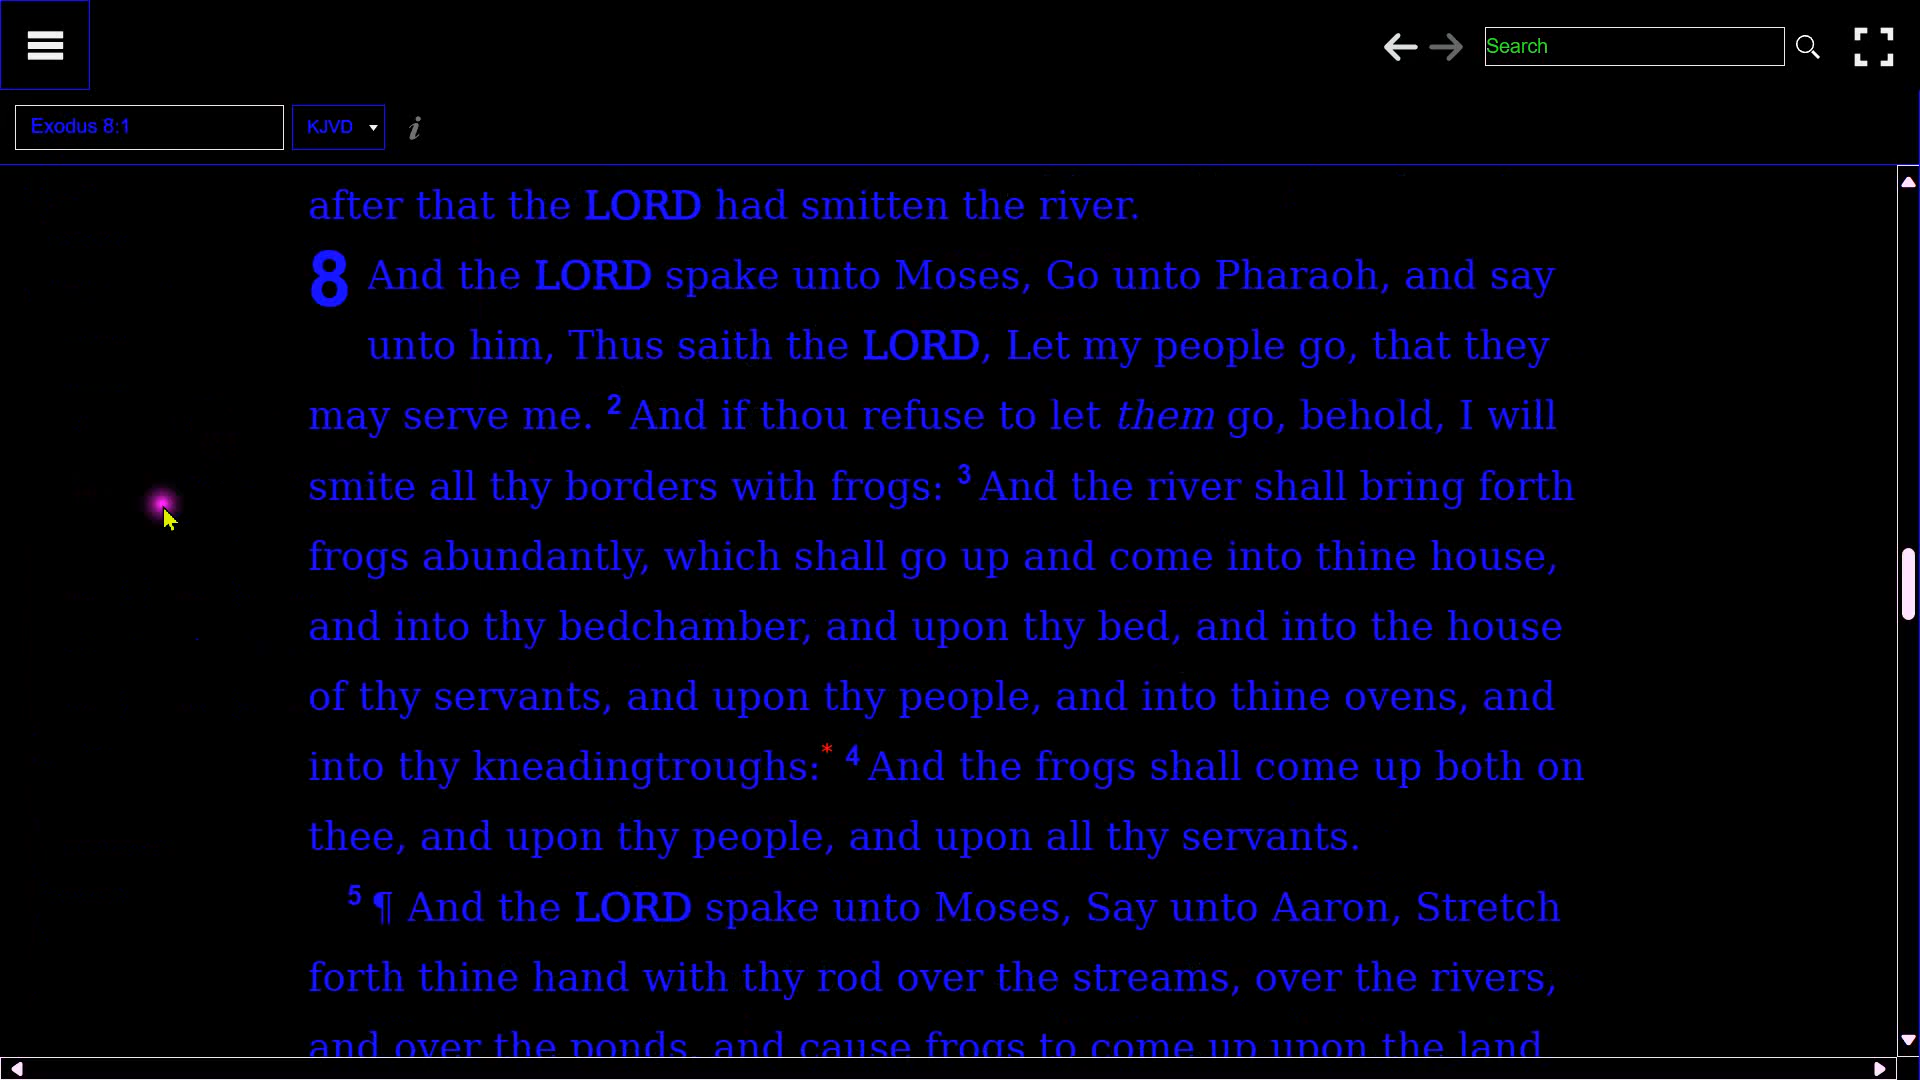 Search
Exodus 8:1
KJVD
i
after that the LORD had smitten the river.
8 And the LORD spake unto Moses, Go unto Pharaoh, and say
unto him, Thus saith the LORD, Let my people go, that they
may serve me. 2 And if thou refuse to let them go, behold, I will
smite all thy borders with frogs: 3 And the river shall bring forth
frogs abundantly, which shall go up and come into thine house,
and into thy bedchamber, and upon thy bed, and into the house
of thy servants, and upon thy people, and into thine ovens, and
into thy kneadingtroughs:* 4 And the frogs shall come up both on
thee, and upon thy people, and upon all thy servants.
5 ¶ And the LORD spake unto Moses, Say unto Aaron, Stretch
forth thine hand with thy rod over the streams, over the rivers,
and over the ponds, and cause frogs to come up upon the land